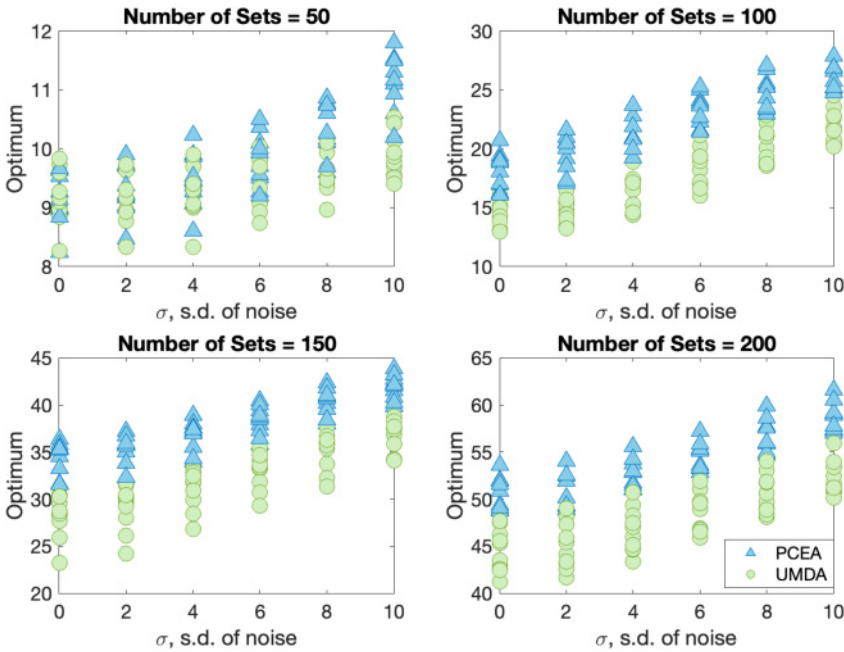 Number of Sets = 50
12
11
10
9
8
Optimum
0 2 4 6 8 10
σ, s.d. of noise
Number of Sets = 100
30
25
20
15
10
Optimum
0 2 4 6 8 10
σ, s.d. of noise
Number of Sets = 150
45
40
35
30
25
20
Optimum
0 2 4 6 8 10
σ, s.d. of noise
Number of Sets = 200
65
60
55
50
45
40
Optimum
PCEA
UMDA
0 2 4 6 8 10
σ, s.d. of noise